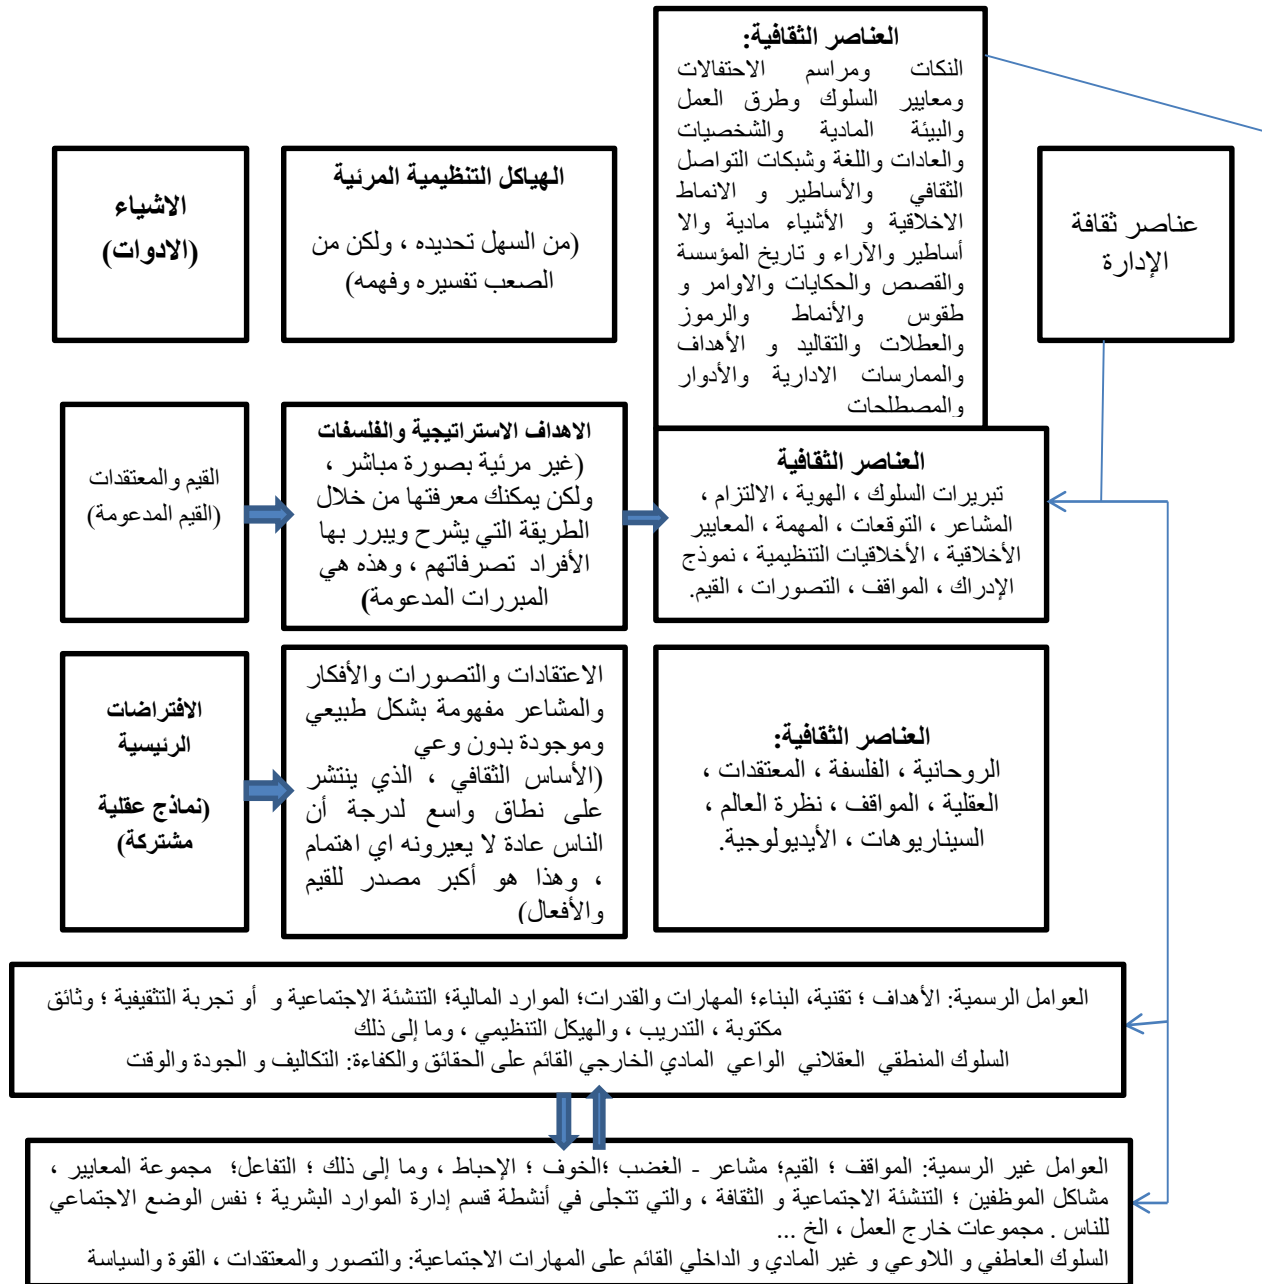 العناصر الثقافية:
النكات ومراسم الاحتفالات
ومعايير السلوك وطرق العمل
والبيئة المادية والشخصيات
والعادات واللغة وشبكات التواصل
الثقافي والأساطير و الانماط
الاخلاقية و الأشياء مادية والا
أساطير والآراء و تاريخ المؤسسة
والقصص والحكايات والاوامر و
طقوس والأنماط والرموز
والعطلات والتقاليد و الأهداف
والممارسات الادارية والأدوار
والمصطلحات
عناصر ثقافة
الإدارة
الهياكل التنظيمية المرئية
(من السهل تحديده ، ولكن من
الصعب تفسيره وفهمه)
الاشياء
(الادوات)
العناصر الثقافية
تبريرات السلوك ، الهوية ، الالتزام ،
المشاعر ، التوقعات ، المهمة ، المعايير
الأخلاقية ، الأخلاقيات التنظيمية ، نموذج
الإدراك ، المواقف ، التصورات ، القيم.
الاهداف الاستراتيجية والفلسفات
(غير مرئية بصورة مباشر ،
ولكن يمكنك معرفتها من خلال
الطريقة التي يشرح ويبرر بها
الأفراد تصرفاتهم ، وهذه هي
المبررات المدعومة)
القيم والمعتقدات
(القيم المدعومة)
العناصر الثقافية:
الروحانية ، الفلسفة ، المعتقدات ،
العقلية ، المواقف ، نظرة العالم ،
السيناريوهات ، الأيديولوجية.
الاعتقادات والتصورات والأفكار
والمشاعر مفهومة بشكل طبيعي
وموجودة بدون وعي
(الأساس الثقافي ، الذي ينتشر
على نطاق واسع لدرجة أن
الناس عادة لا يعيرونه اي اهتمام
، وهذا هو أكبر مصدر للقيم
والأفعال)
الافتراضات
الرئيسية
(نماذج عقلية
مشتركة)
العوامل الرسمية: الأهداف ؛ تقنية، البناء؛ المهارات والقدرات؛ الموارد المالية؛ التنشئة الاجتماعية و أو تجربة التثقيفية ؛ وثائق
مكتوبة ، التدريب ، والهيكل التنظيمي ، وما إلى ذلك
السلوك المنطقي العقلاني الواعي المادي الخارجي القائم على الحقائق والكفاءة: التكاليف و الجودة والوقت
العوامل غير الرسمية: المواقف ؛ القيم؛ مشاعر - الغضب ؛الخوف ؛ الإحباط ، وما إلى ذلك ؛ التفاعل؛ مجموعة المعايير ،
مشاكل الموظفين ؛ التنشئة الاجتماعية و الثقافة ، والتي تتجلى في أنشطة قسم إدارة الموارد البشرية ؛ نفس الوضع الاجتماعي
للناس . مجموعات خارج العمل ، الخ ...
السلوك العاطفي و اللاوعي و غير المادي و الداخلي القائم على المهارات الاجتماعية: والتصور والمعتقدات ، القوة والسياسة